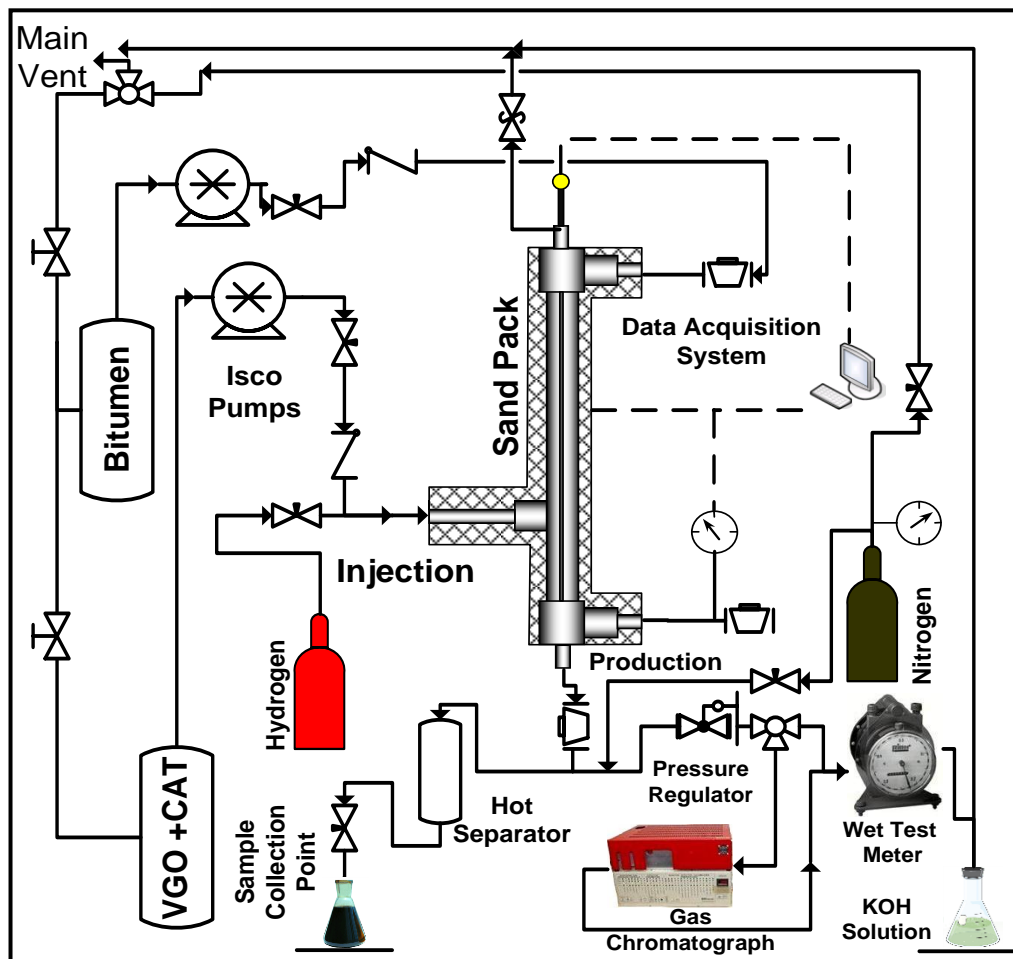 Main
Vent
Bitumen
Isco
Pumps
Sand Pack
Data Acquisition
System
Injection
Hydrogen
Production
Nitrogen
VGO +CAT
Sample
Collection
Point
Hot
Separator
Pressure
Regulator
Wet Test
Meter
Gas
Chromatograph
KOH
Solution